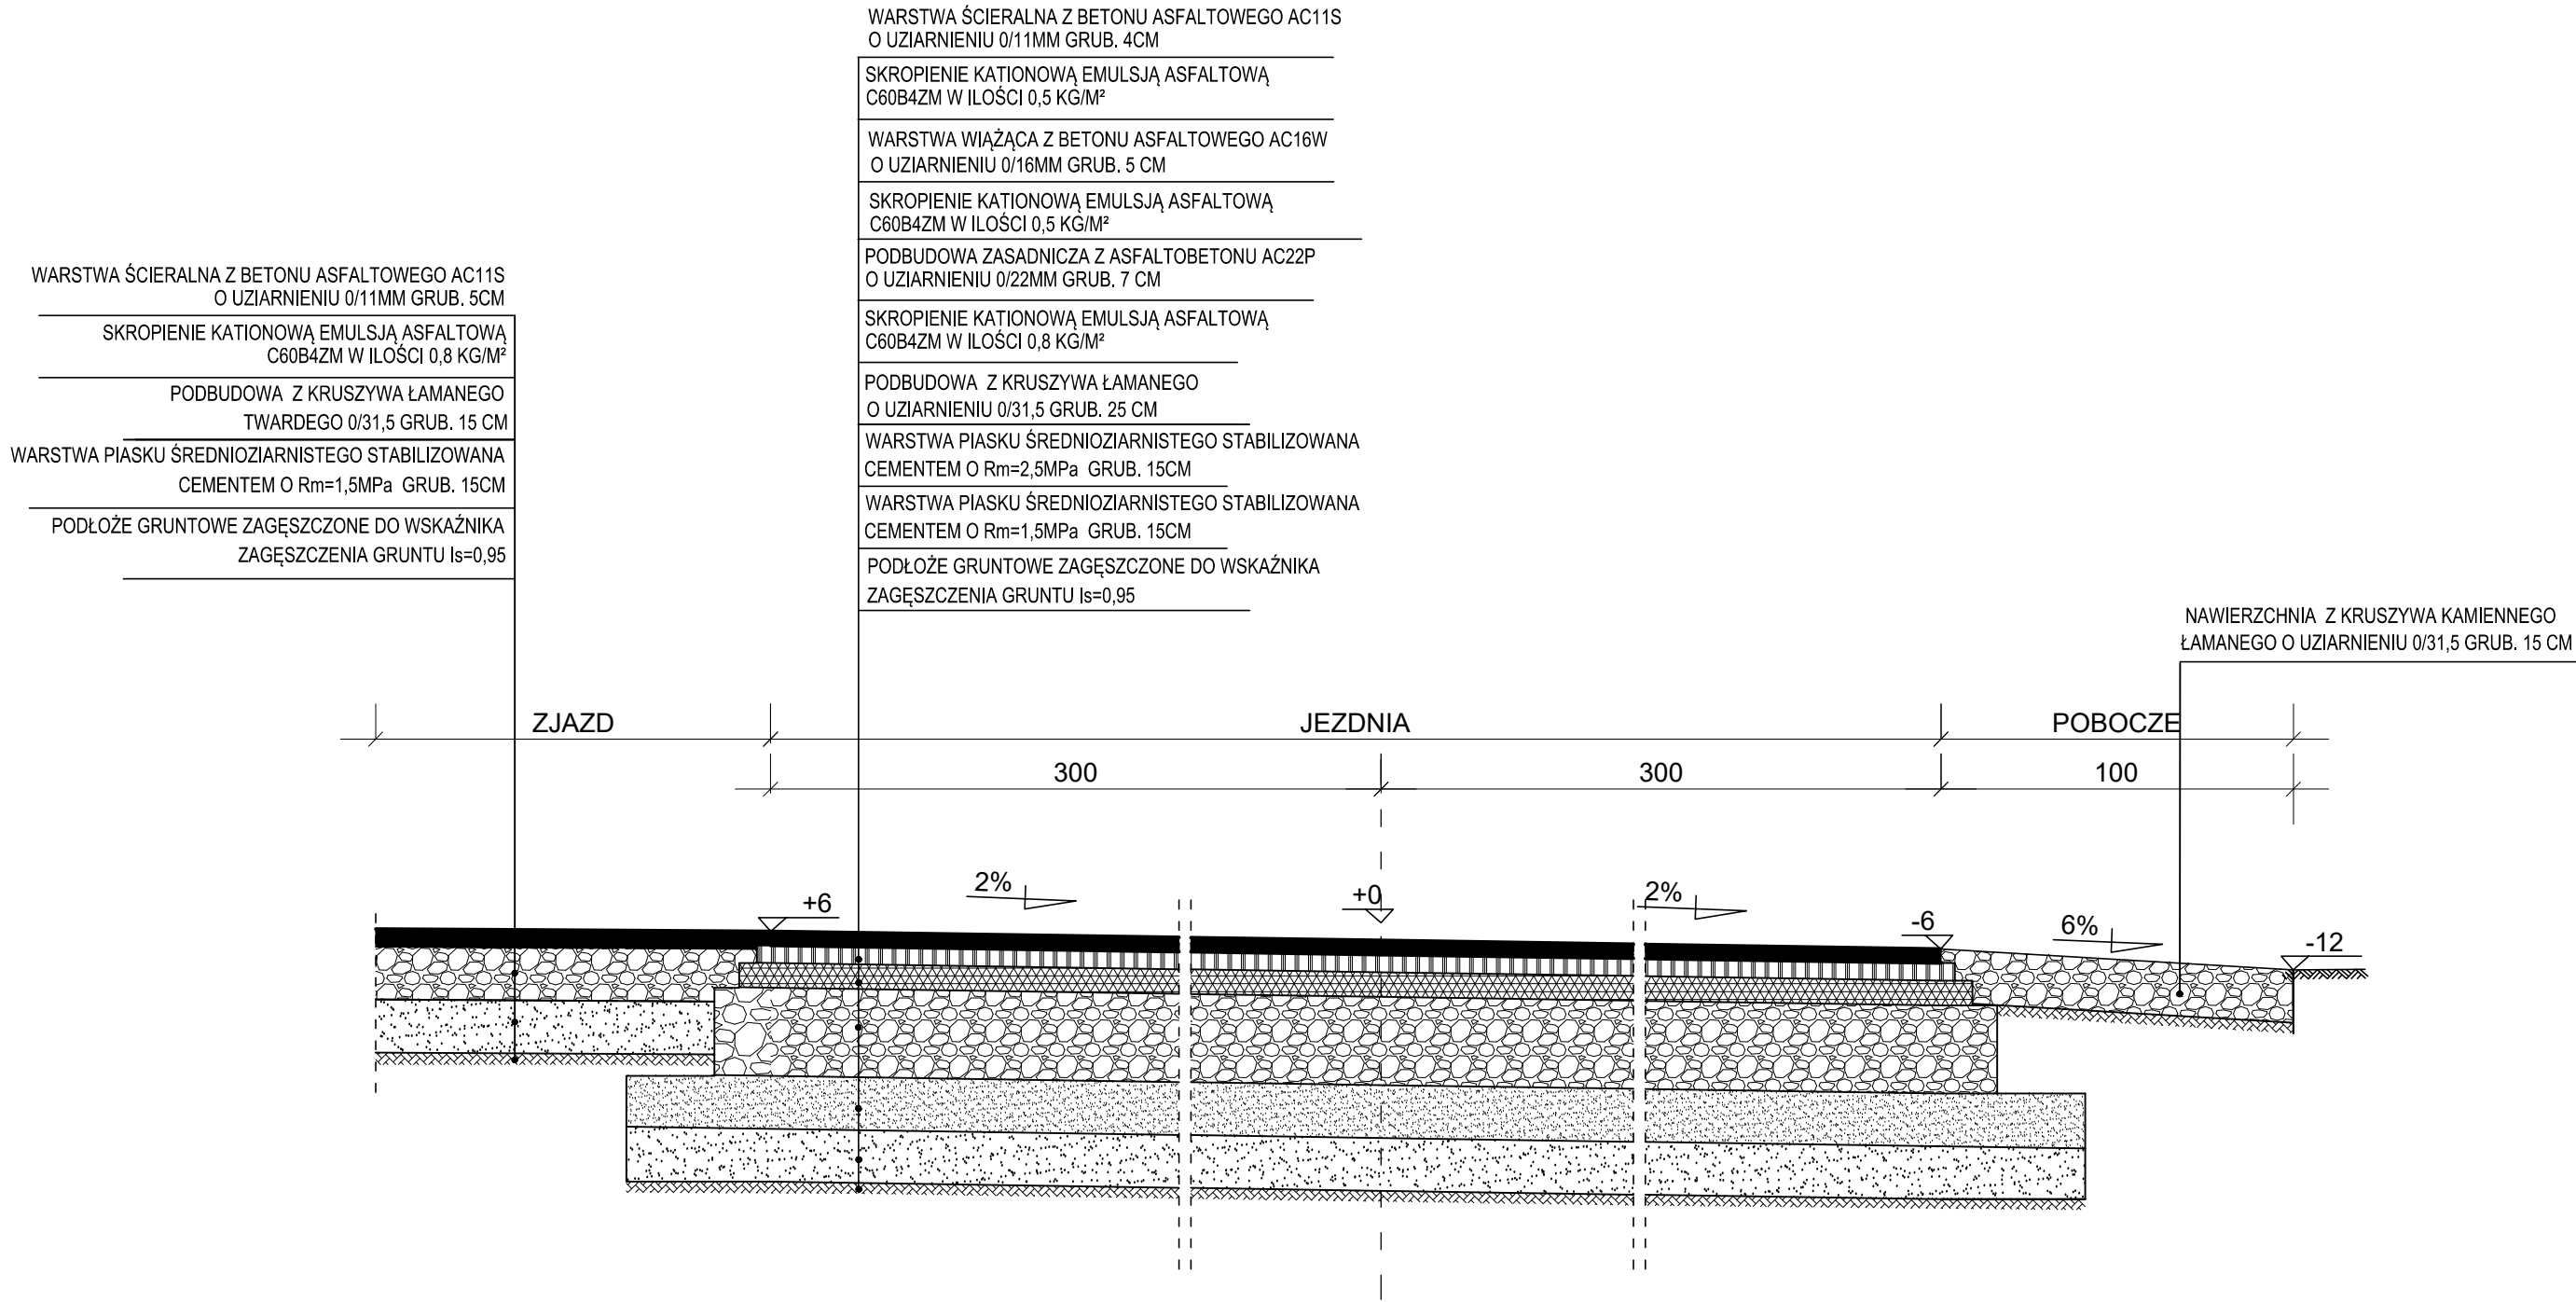 WARSTWA ŚCIERALNA Z BETONU ASFALTOWEGO AC11S
O UZIARNIENIU 0/11MM GRUB. 4CM
SKROPIENIE KATIONOWĄ EMULSJĄ ASFALTOWĄ
C60B4ZM W ILOŚCI 0,5 KG/M²
WARSTWA WIĄŻĄCA Z BETONU ASFALTOWEGO AC16W
O UZIARNIENIU 0/16MM GRUB. 5 CM
SKROPIENIE KATIONOWĄ EMULSJĄ ASFALTOWĄ
C60B4ZM W ILOŚCI 0,5 KG/M²
PODBUDOWA ZASADNICZA Z ASFALTOBETONU AC22P
O UZIARNIENIU 0/22MM GRUB. 7 CM
SKROPIENIE KATIONOWĄ EMULSJĄ ASFALTOWĄ
C60B4ZM W ILOŚCI 0,8 KG/M²
PODBUDOWA Z KRUSZYWA ŁAMANEGO
O UZIARNIENIU 0/31,5 GRUB. 25 CM
WARSTWA PIASKU ŚREDNIOZIARNISTEGO STABILIZOWANA
CEMENTEM O Rm=2,5MPa GRUB. 15CM
WARSTWA PIASKU ŚREDNIOZIARNISTEGO STABILIZOWANA
CEMENTEM O Rm=1,5MPa GRUB. 15CM
PODŁOŻE GRUNTOWE ZAGĘSZCZONE DO WSKAŹNIKA
ZAGĘSZCZENIA GRUNTU Is=0,95
WARSTWA ŚCIERALNA Z BETONU ASFALTOWEGO AC11S
O UZIARNIENIU 0/11MM GRUB. 5CM
SKROPIENIE KATIONOWĄ EMULSJĄ ASFALTOWĄ
C60B4ZM W ILOŚCI 0,8 KG/M²
PODBUDOWA Z KRUSZYWA ŁAMANEGO
TWARDEGO 0/31,5 GRUB. 15 CM
WARSTWA PIASKU ŚREDNIOZIARNISTEGO STABILIZOWANA
CEMENTEM O Rm=1,5MPa GRUB. 15CM
PODŁOŻE GRUNTOWE ZAGĘSZCZONE DO WSKAŹNIKA
ZAGĘSZCZENIA GRUNTU Is=0,95
NAWIERZCHNIA Z KRUSZYWA KAMIENNEGO
ŁAMANEGO O UZIARNIENIU 0/31,5 GRUB. 15 CM
ZJAZD JEZDNIA POBOCZE
300 300 100
+6 2% +0 2% -6 6% -12